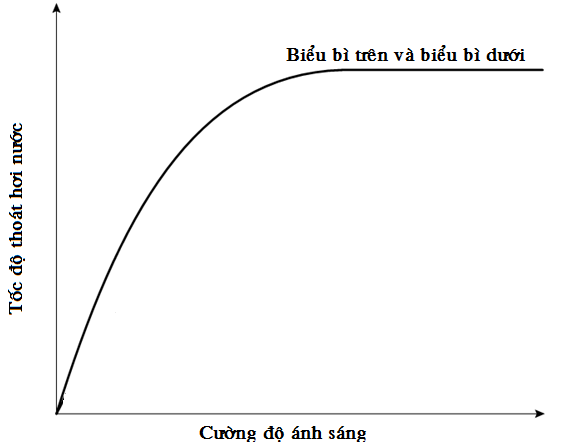 Biểu bì trên và biểu bì dưới
Tốc độ thoát hơi nước
Cường độ ánh sáng